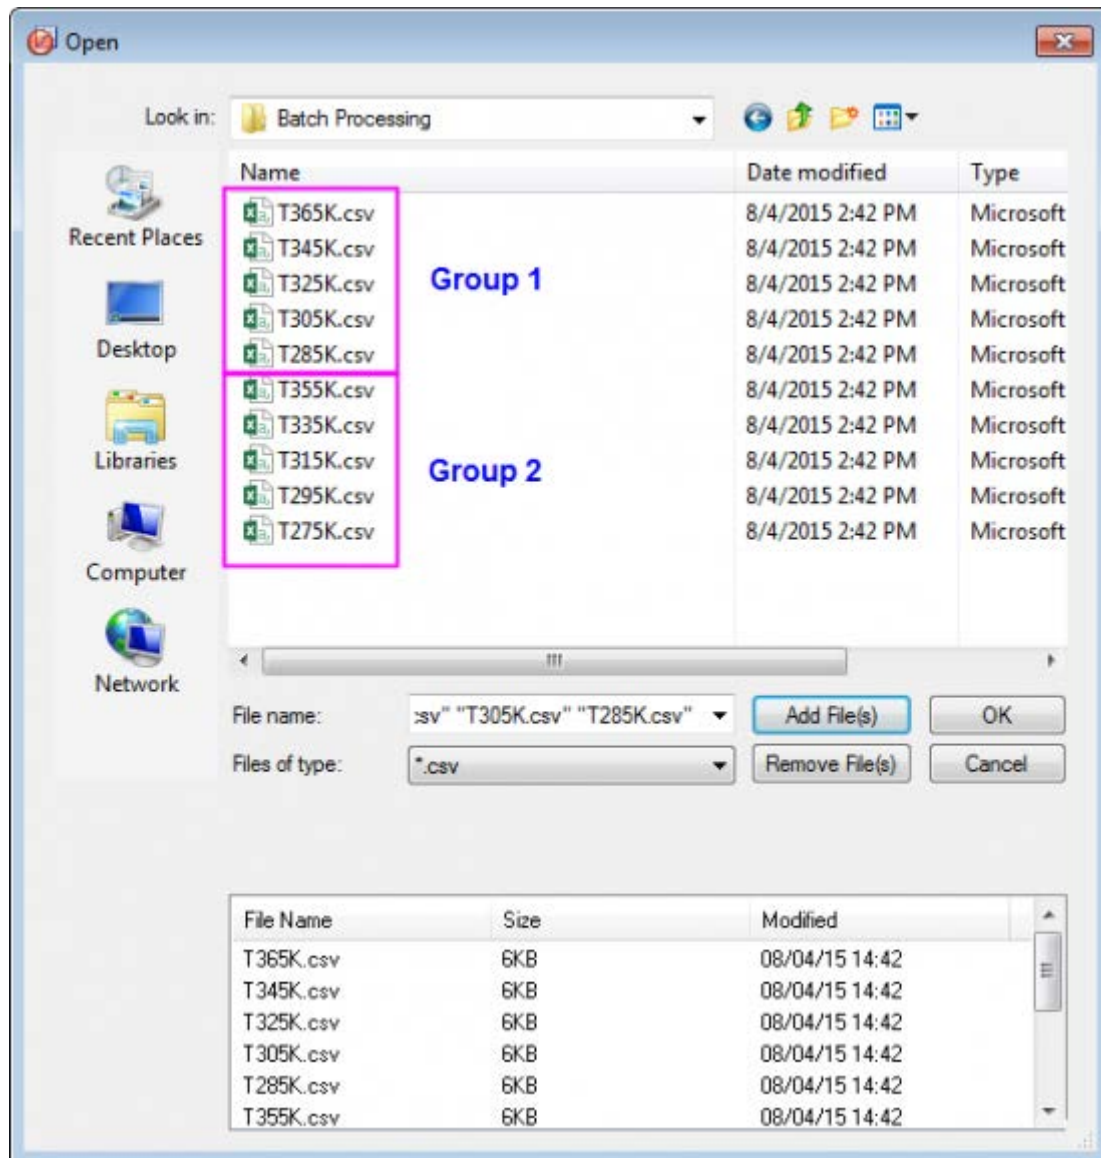 Open
Look in: Batch Processing
Name Date modified Type
T365K.csv 8/4/2015 2:42 PM Microsoft
T345K.csv 8/4/2015 2:42 PM Microsoft
T325K.csv 8/4/2015 2:42 PM Microsoft
T305K.csv 8/4/2015 2:42 PM Microsoft
T285K.csv 8/4/2015 2:42 PM Microsoft
T355K.csv 8/4/2015 2:42 PM Microsoft
T335K.csv 8/4/2015 2:42 PM Microsoft
T315K.csv 8/4/2015 2:42 PM Microsoft
T295K.csv 8/4/2015 2:42 PM Microsoft
T275K.csv 8/4/2015 2:42 PM Microsoft
Group 1
Group 2
Recent Places
Desktop
Libraries
Computer
Network
File name: :sv" "T305K.csv" "T285K.csv" Add File(s) OK
Files of type: *.csv Remove File(s) Cancel
File Name Size Modified
T365K.csv 6KB 08/04/15 14:42
T345K.csv 6KB 08/04/15 14:42
T325K.csv 6KB 08/04/15 14:42
T305K.csv 6KB 08/04/15 14:42
T285K.csv 6KB 08/04/15 14:42
T355K.csv 6KB 08/04/15 14:42